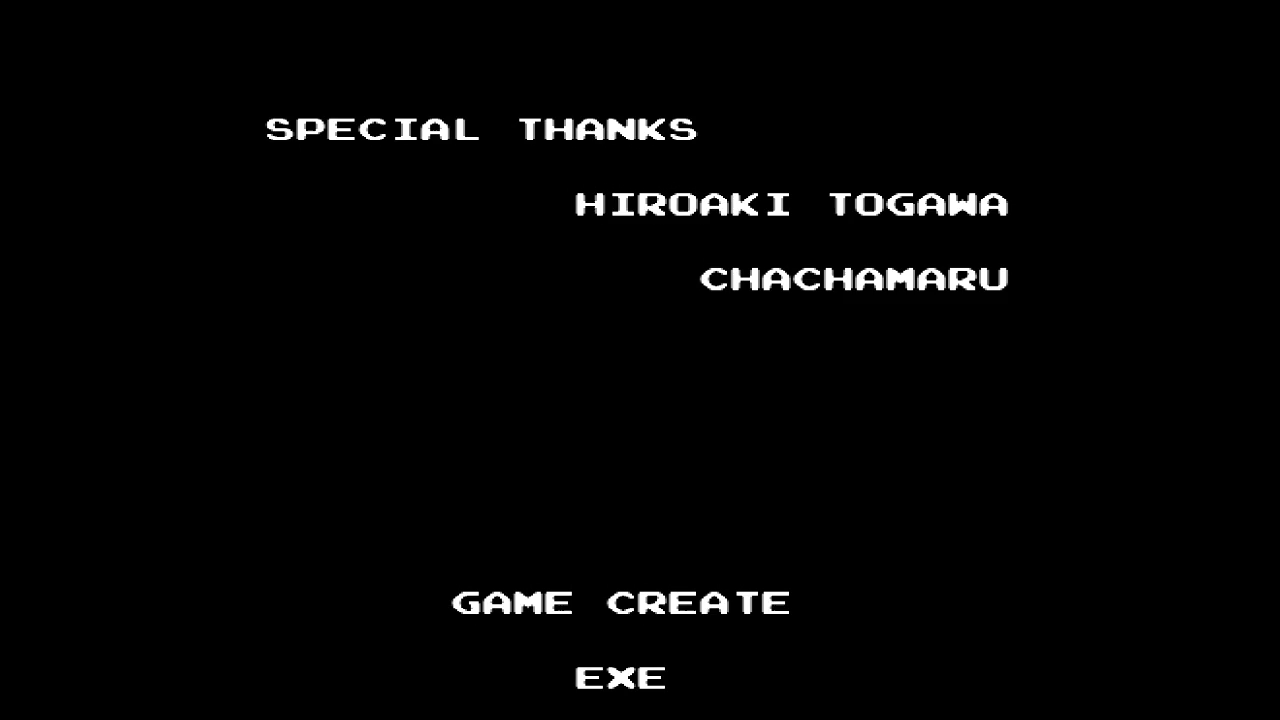 SPECIAL THANKS
HIROAKI TOGAWA
CHACHAMARU
GAME CREATE
EXE